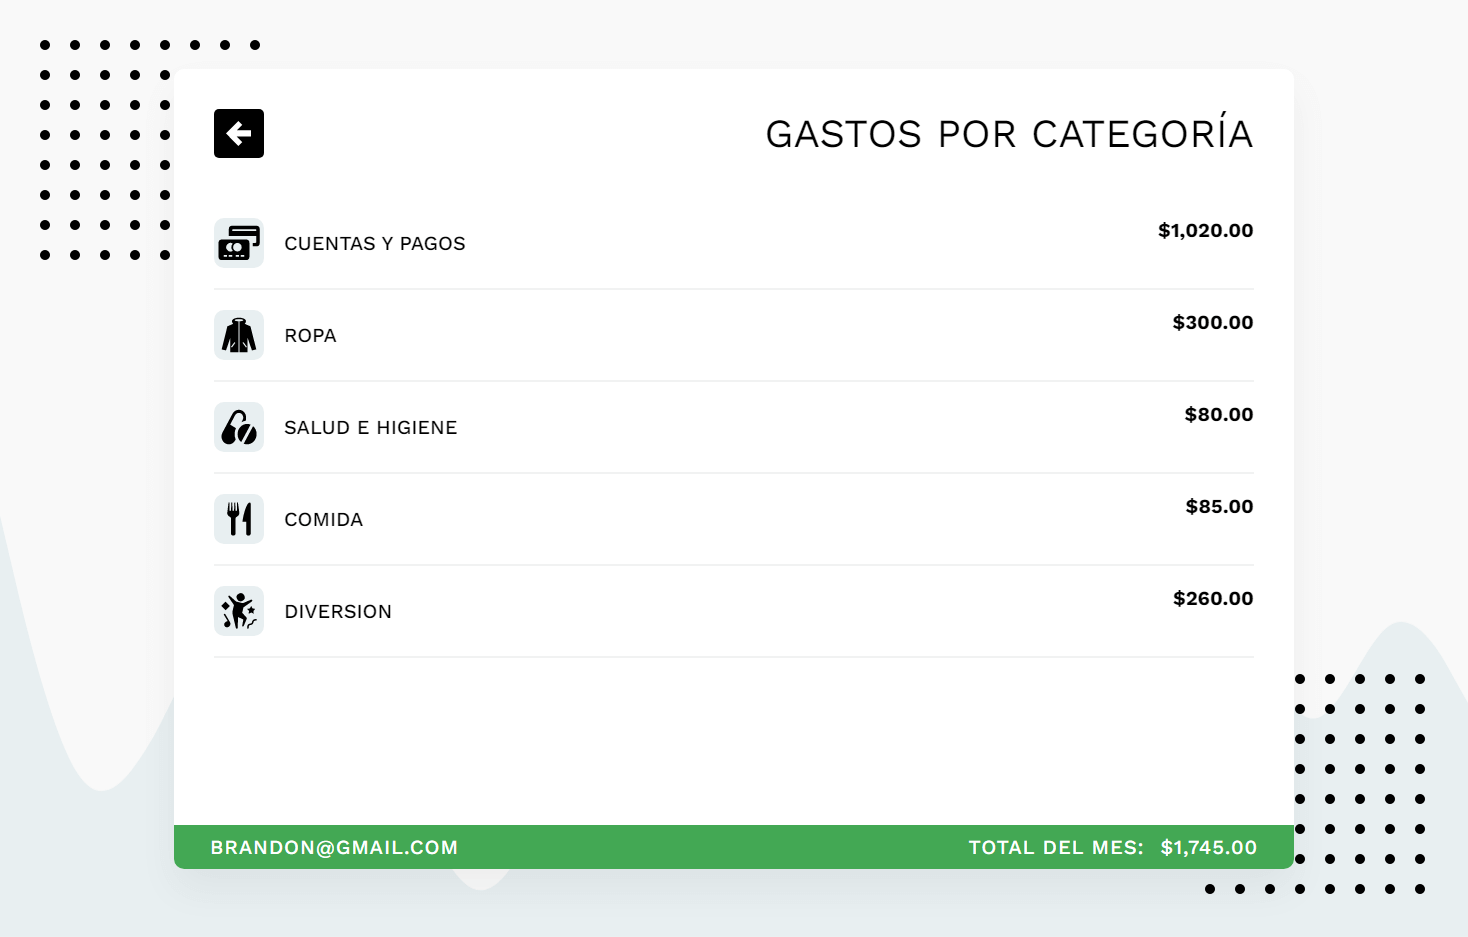 GASTOS POR CATEGORÍA
CUENTAS Y PAGOS $1,020.00
ROPA $300.00
SALUD E HIGIENE $80.00
COMIDA $85.00
DIVERSION $260.00
BRANDON@GMAIL.COM TOTAL DEL MES: $1,745.00